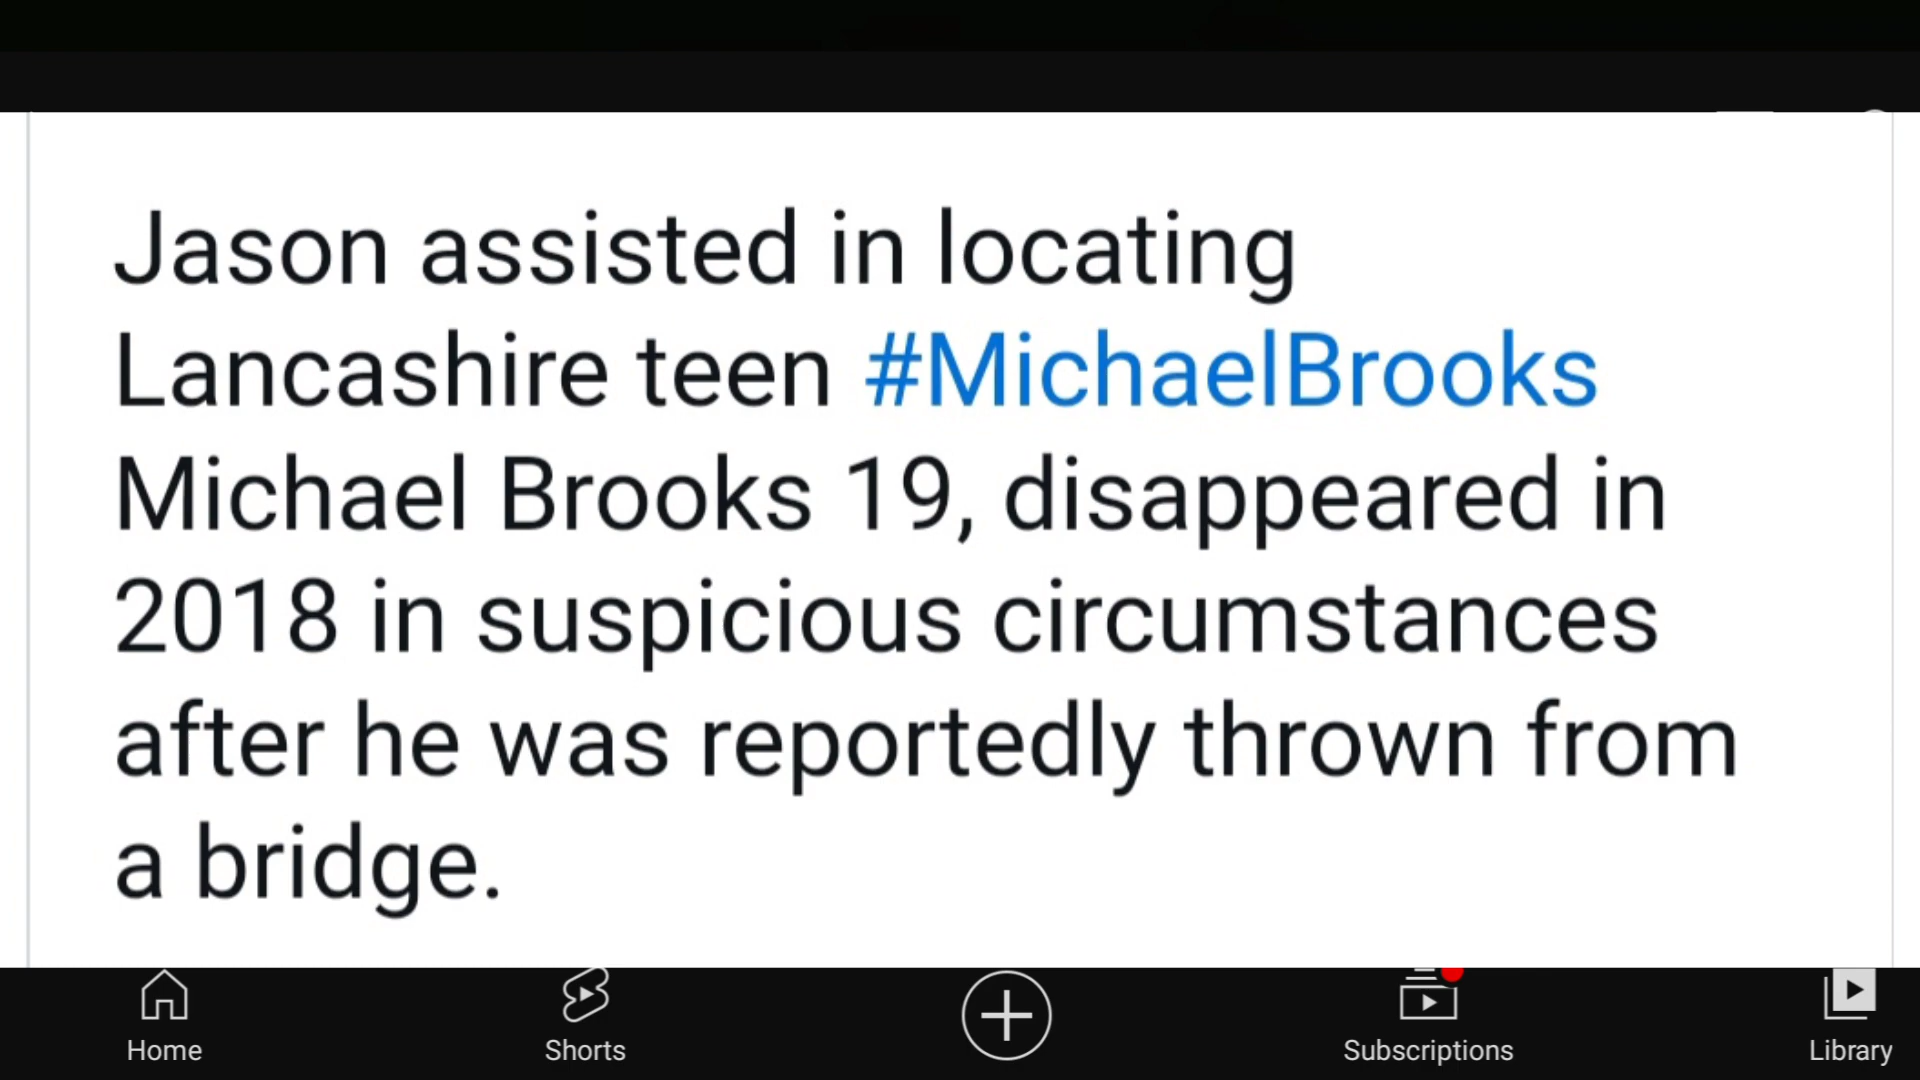 Jason assisted in locating
Lancashire teen #MichaelBrooks
Michael Brooks 19, disappeared in
2018 in suspicious circumstances
after he was reportedly thrown from
a bridge.
Home Shorts Subscriptions Library